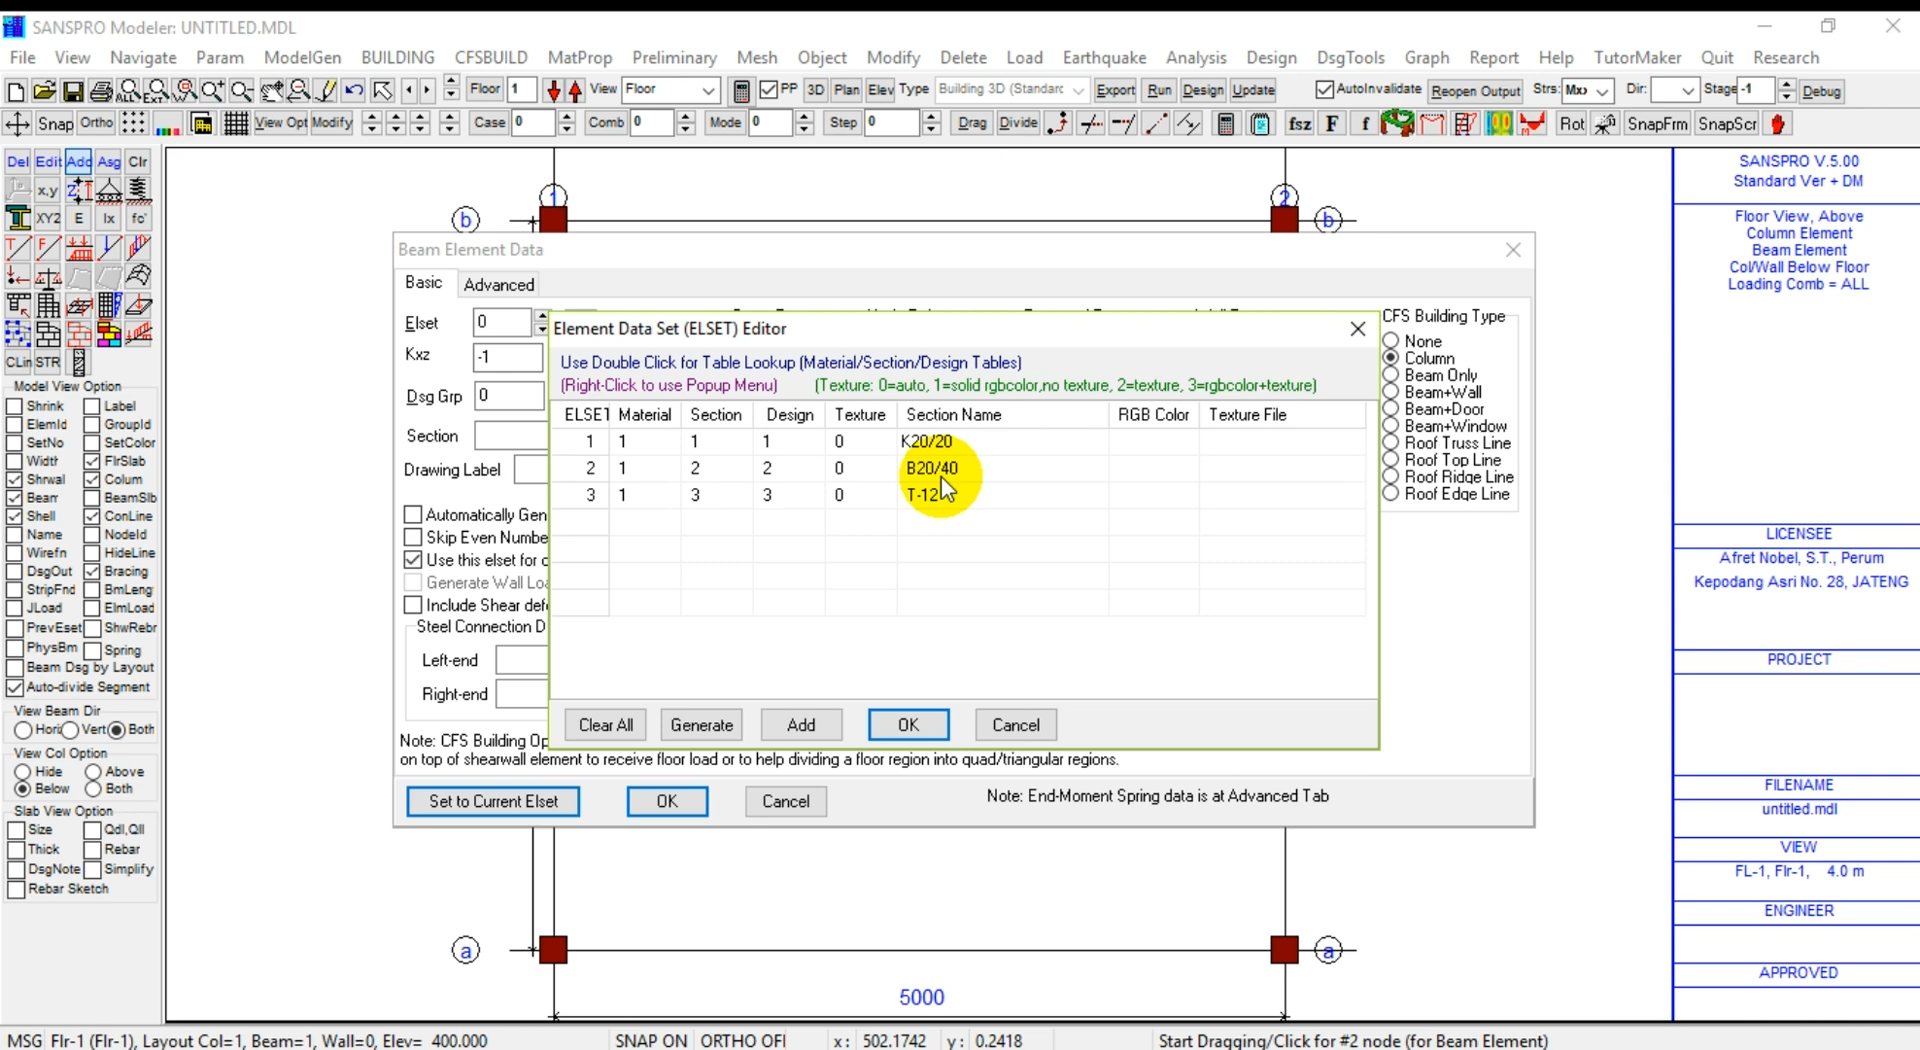 SANSPRO Modeler: UNTITLED.MDL
File View Navigate Param ModelGen BUILDING CFSBUILD MatProp Preliminary Mesh Object Modify Delete Load Earthquake Analysis Design DsgTools Graph Report Help TutorMaker Quit Research
ALL EXT Floor 1 View Floor PP 3D Plan Elev Type Building 3D (Standarc Export Run Design Update AutoInvalidate Reopen Output Strs: Mxx Dir: Stage -1 Debug
Snap Ortho View Opt Modify Case 0 Comb 0 Mode 0 Step 0 Drag Divide fsz F f Rot SnapFrm SnapScr
Del Edit Add Asg Clr
x,y Z
XY2 E Ix fc'
T F
CLin STR
Model View Option
Shrink Label
ElemId GroupId
SetNo SetColor
Width FlrSlab
Shrwal Colum
Beam BeamSlb
Shell ConLine
Name NodeId
Wirefn HideLine
DsgOut Bracing
StripFnd BmLeng
JLoad ElmLoad
PrevEset ShwRebr
PhysBm Spring
Beam Dsg by Layout
Auto-divide Segment
View Beam Dir
Hori Vert Both
View Col Option
Hide Above
Below Both
Slab View Option
Size Qdl,Qll
Thick Rebar
DsgNote Simplify
Rebar Sketch
1 2
b b
Beam Element Data
Basic Advanced
Elset 0
Kxz -1
Dsg Grp 0
Section
Drawing Label
Automatically Gen
Skip Even Numbe
Use this elset for c
Generate Wall Loa
Include Shear defo
Steel Connection D
Left-end
Right-end
Note: CFS Building Op
on top of shearwall element to receive floor load or to help dividing a floor region into quad/triangular regions.
Set to Current Elset OK Cancel Note: End-Moment Spring data is at Advanced Tab
CFS Building Type
None
Column
Beam Only
Beam+Wall
Beam+Door
Beam+Window
Roof Truss Line
Roof Top Line
Roof Ridge Line
Roof Edge Line
Element Data Set (ELSET) Editor
Use Double Click for Table Lookup (Material/Section/Design Tables)
(Right-Click to use Popup Menu) (Texture: 0=auto, 1=solid rgbcolor,no texture, 2=texture, 3=rgbcolor+texture)
ELSET Material Section Design Texture Section Name RGB Color Texture File
1 1 1 1 0 K20/20
2 1 2 2 0 B20/40
3 1 3 3 0 T-12
Clear All Generate Add OK Cancel
a a
5000
SANSPRO V.5.00
Standard Ver + DM
Floor View, Above
Column Element
Beam Element
Col/Wall Below Floor
Loading Comb = ALL
LICENSEE
Afret Nobel, S.T., Perum
Kepodang Asri No. 28, JATENG
PROJECT
FILENAME
untitled.mdl
VIEW
FL-1, Flr-1, 4.0 m
ENGINEER
APPROVED
MSG Flr-1 (Flr-1), Layout Col=1, Beam=1, Wall=0, Elev= 400.000 SNAP ON ORTHO OFI x: 502.1742 y: 0.2418 Start Dragging/Click for #2 node (for Beam Element)